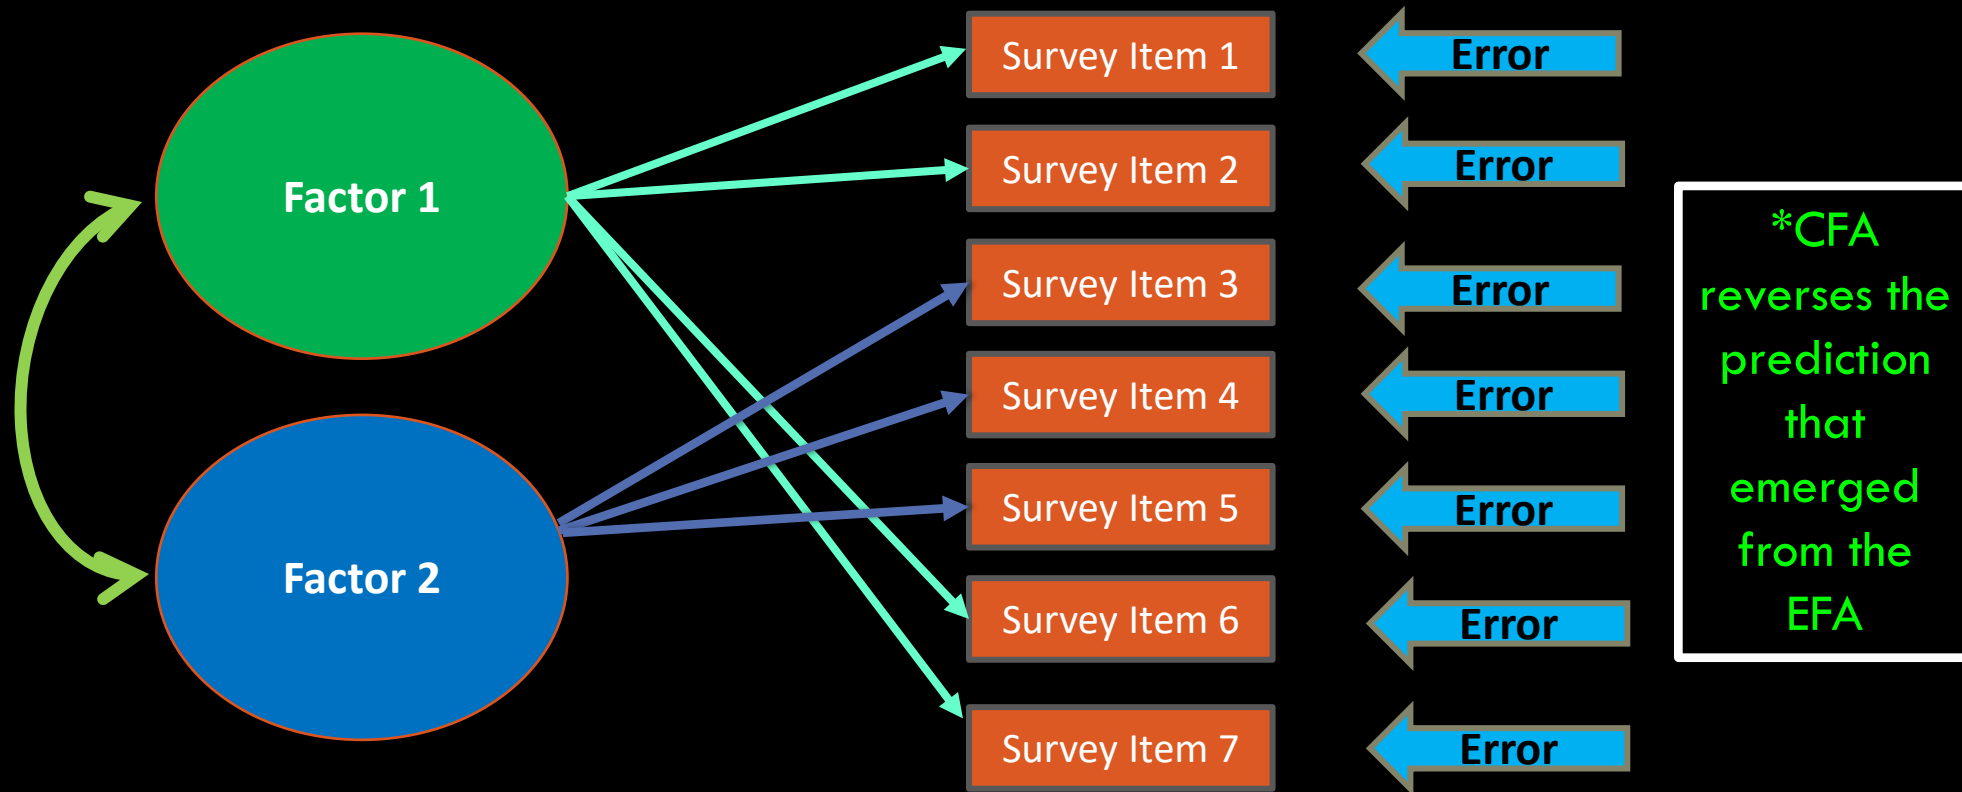 Factor 1
Factor 2
Survey Item 1
Survey Item 2
Survey Item 3
Survey Item 4
Survey Item 5
Survey Item 6
Survey Item 7
Error
Error
Error
Error
Error
Error
Error
*CFA
reverses the
prediction
that
emerged
from the
EFA